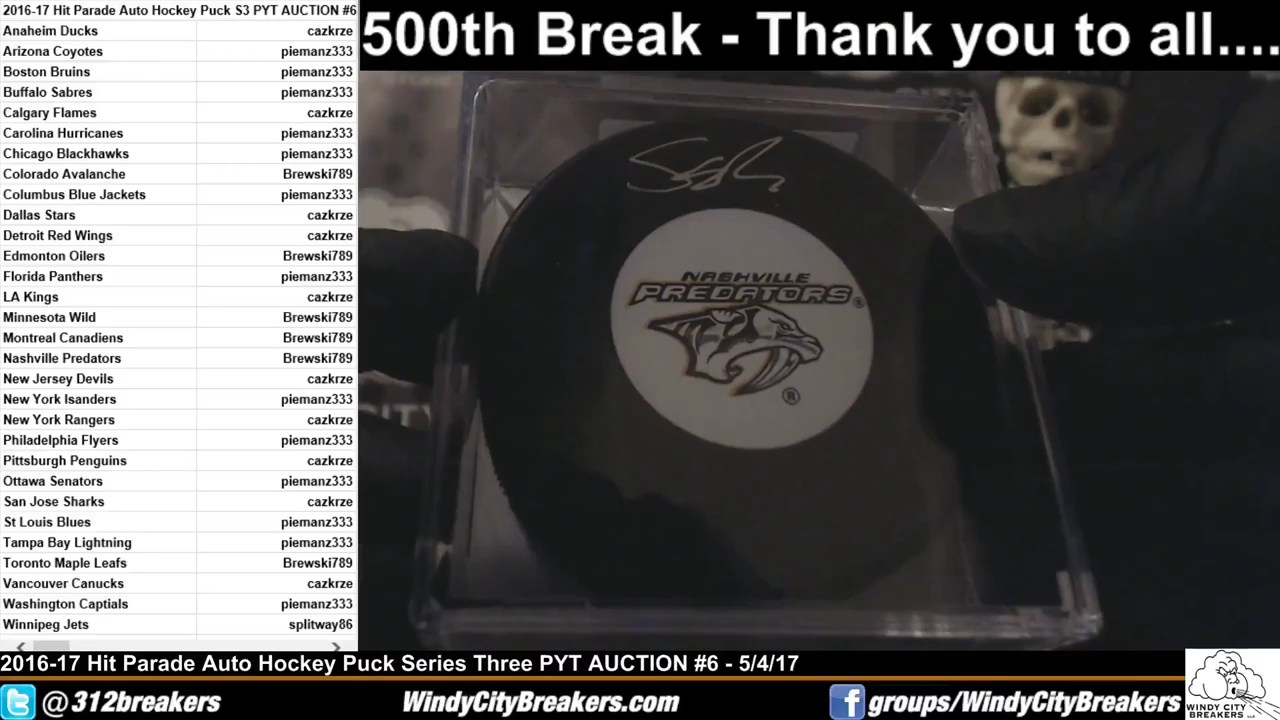 2016-17 Hit Parade Auto Hockey Puck S3 PYT AUCTION #6
Anaheim Ducks cazkrze
Arizona Coyotes piemanz333
Boston Bruins piemanz333
Buffalo Sabres piemanz333
Calgary Flames cazkrze
Carolina Hurricanes piemanz333
Chicago Blackhawks piemanz333
Colorado Avalanche Brewski789
Columbus Blue Jackets piemanz333
Dallas Stars cazkrze
Detroit Red Wings cazkrze
Edmonton Oilers Brewski789
Florida Panthers piemanz333
LA Kings cazkrze
Minnesota Wild Brewski789
Montreal Canadiens Brewski789
Nashville Predators Brewski789
New Jersey Devils cazkrze
New York Isanders piemanz333
New York Rangers cazkrze
Philadelphia Flyers piemanz333
Pittsburgh Penguins cazkrze
Ottawa Senators piemanz333
San Jose Sharks cazkrze
St Louis Blues piemanz333
Tampa Bay Lightning piemanz333
Toronto Maple Leafs Brewski789
Vancouver Canucks cazkrze
Washington Captials piemanz333
Winnipeg Jets splitway86
500th Break - Thank you to all....
NASHVILLE
PREDATORS®
®
2016-17 Hit Parade Auto Hockey Puck Series Three PYT AUCTION #6 - 5/4/17
@312breakers WindyCityBreakers.com groups/WindyCityBreakers
WINDY CITY
BREAKERS LLC